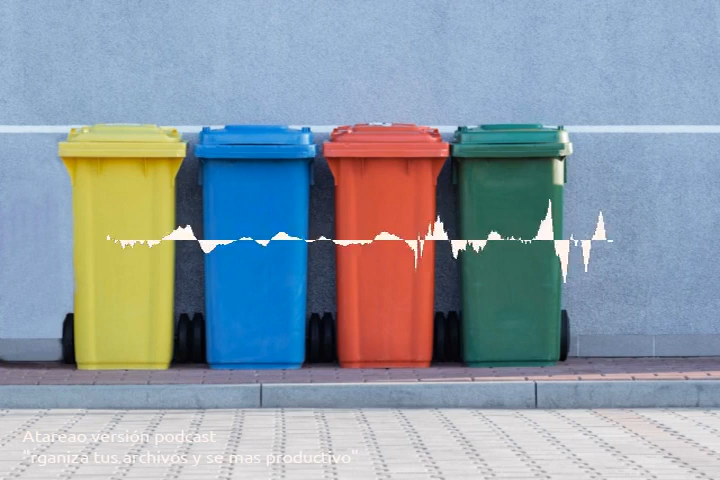 Atareao versión podcast
"rganiza tus archivos y se mas productivo"